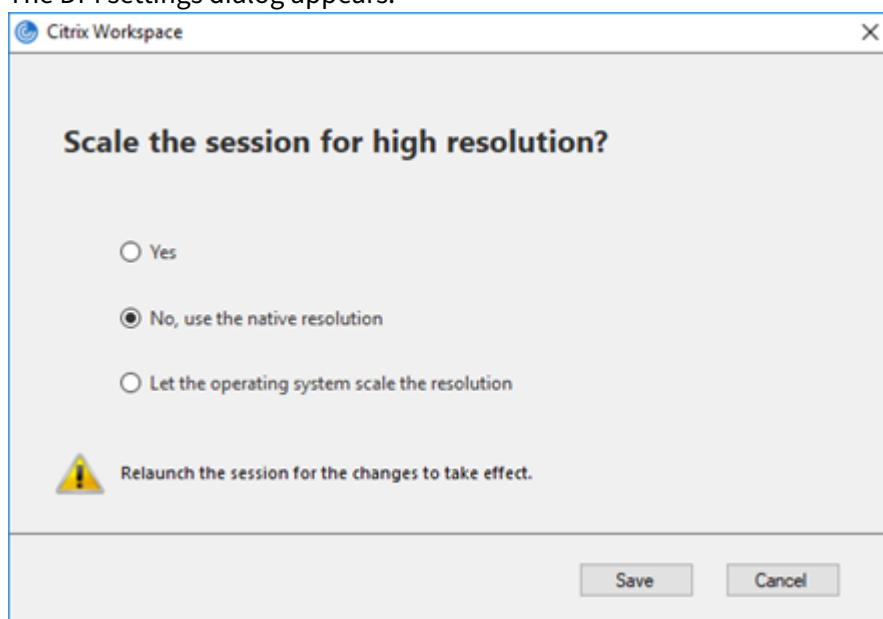 The DPI settings dialog appears.
Citrix Workspace
Scale the session for high resolution?
Yes
No, use the native resolution
Let the operating system scale the resolution
Relaunch the session for the changes to take effect.
Save Cancel